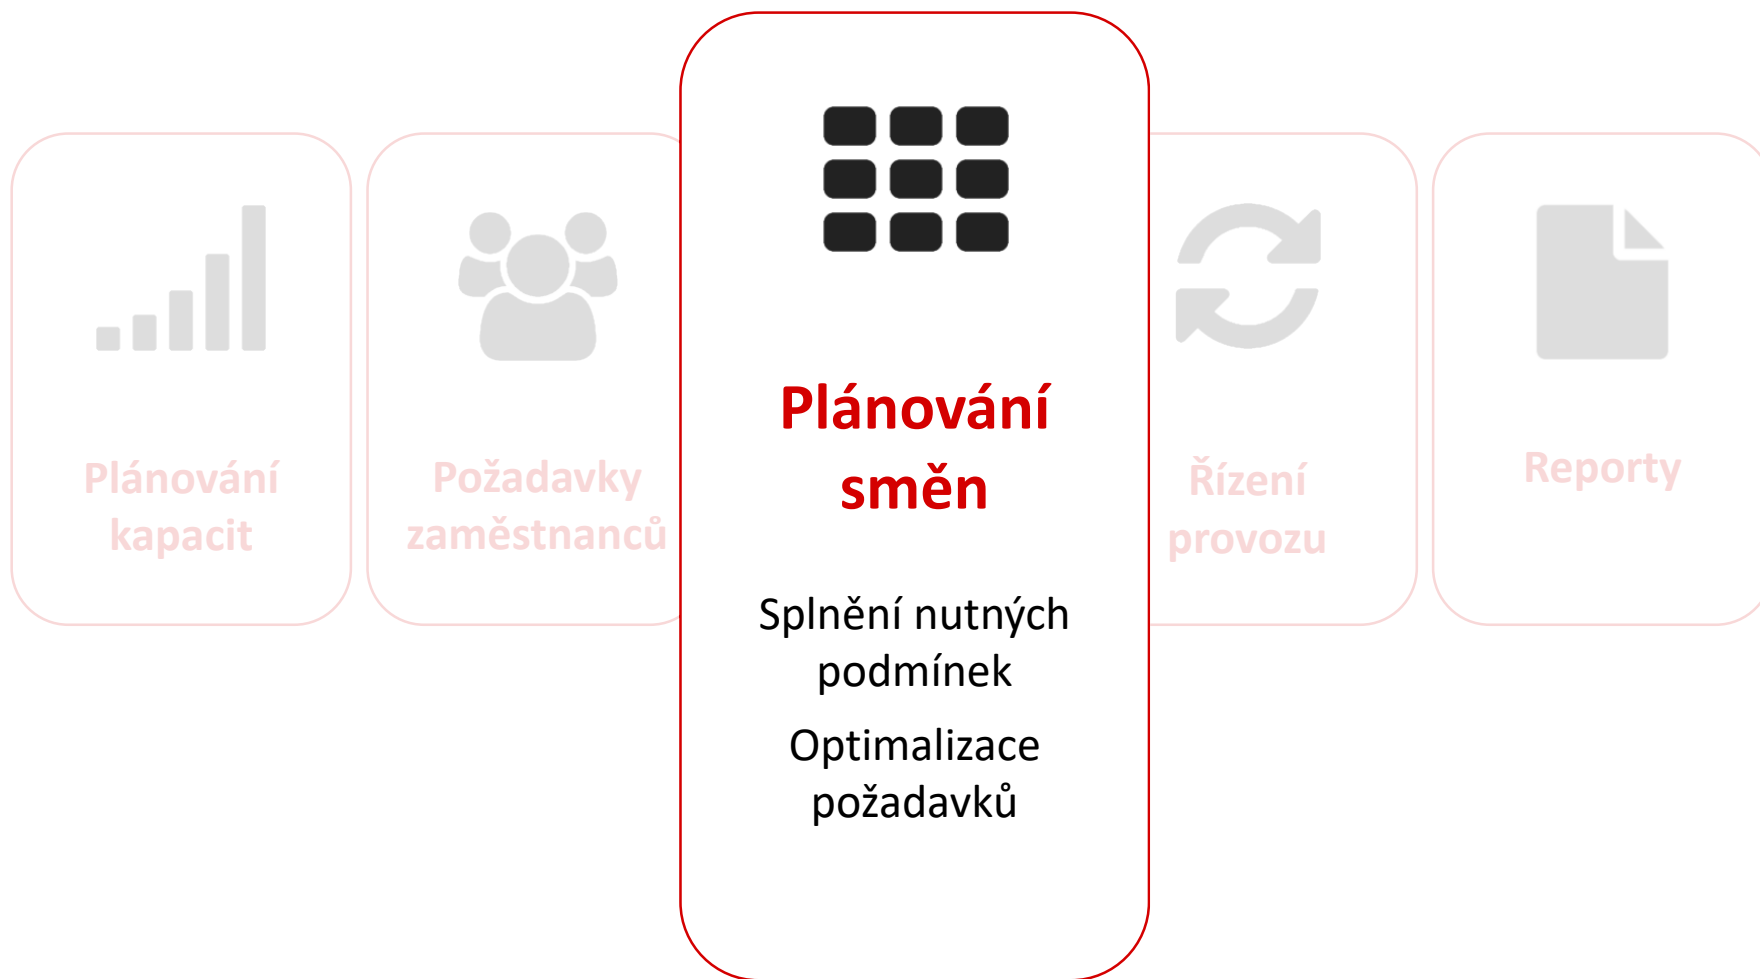 Plánování
kapacit
Požadavky
zaměstnanců
Plánování
směn
Splnění nutných
podmínek
Optimalizace
požadavků
Řízení
provozu
Reporty